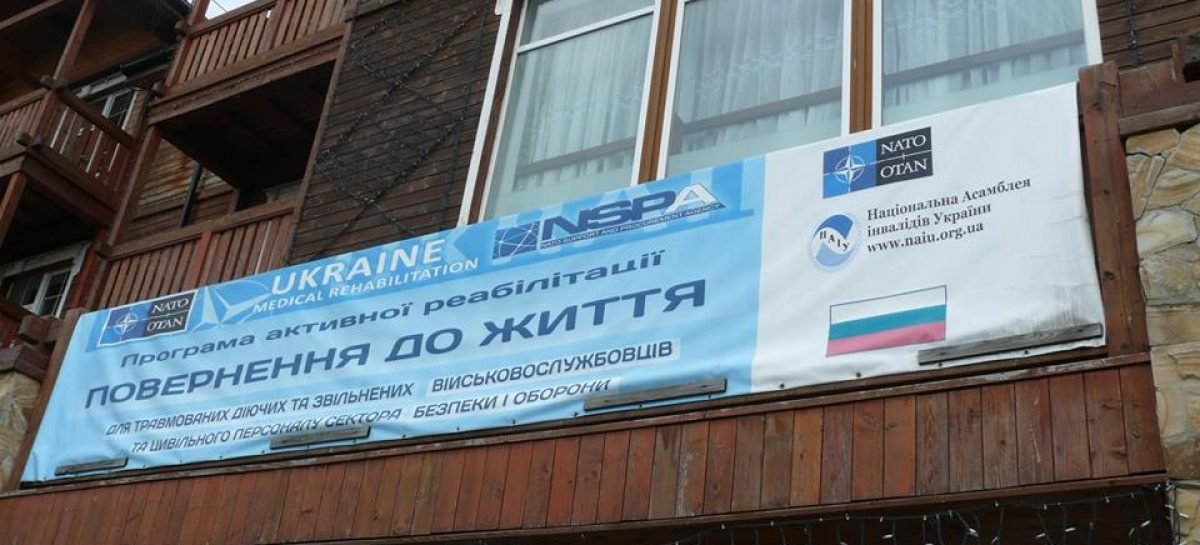 NATO
OTAN
UKRAINE
MEDICAL REHABILITATION
NSPA
NATO SUPPORT AND PROCUREMENT AGENCY
Програма активної реабілітації
ПОВЕРНЕННЯ ДО ЖИТТЯ
ДЛЯ ТРАВМОВАНИХ ДІЮЧИХ ТА ЗВІЛЬНЕНИХ ВІЙСЬКОВОСЛУЖБОВЦІВ
ТА ЦИВІЛЬНОГО ПЕРСОНАЛУ СЕКТОРА БЕЗПЕКИ І ОБОРОНИ
NATO
OTAN
НАІУ
Національна Асамблея
інвалідів України
www.naiu.org.ua